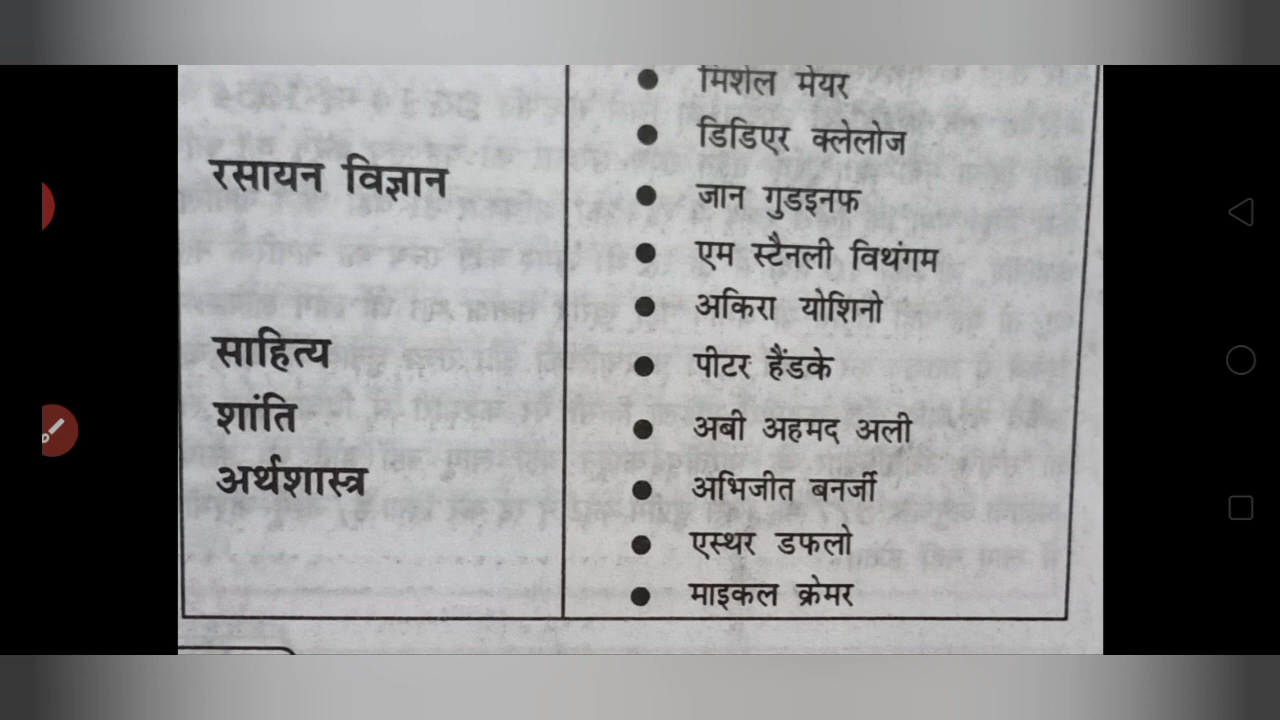 मिशेल मेयर
डिडिएर क्लेलोज
रसायन विज्ञान
जान गुडइनफ
एम स्टैनली विथंगम
अकिरा योशिनो
साहित्य
पीटर हैंडके
शांति
अबी अहमद अली
अर्थशास्त्र
अभिजीत बनर्जी
एस्थर डफलो
माइकल क्रेमर